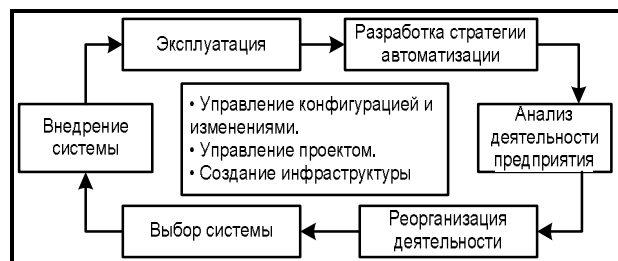 Эксплуатация
Разработка стратегии
автоматизации
Внедрение
системы
• Управление конфигурацией и
изменениями.
• Управление проектом.
• Создание инфраструктуры
Анализ
деятельности
предприятия
Выбор системы
Реорганизация
деятельности